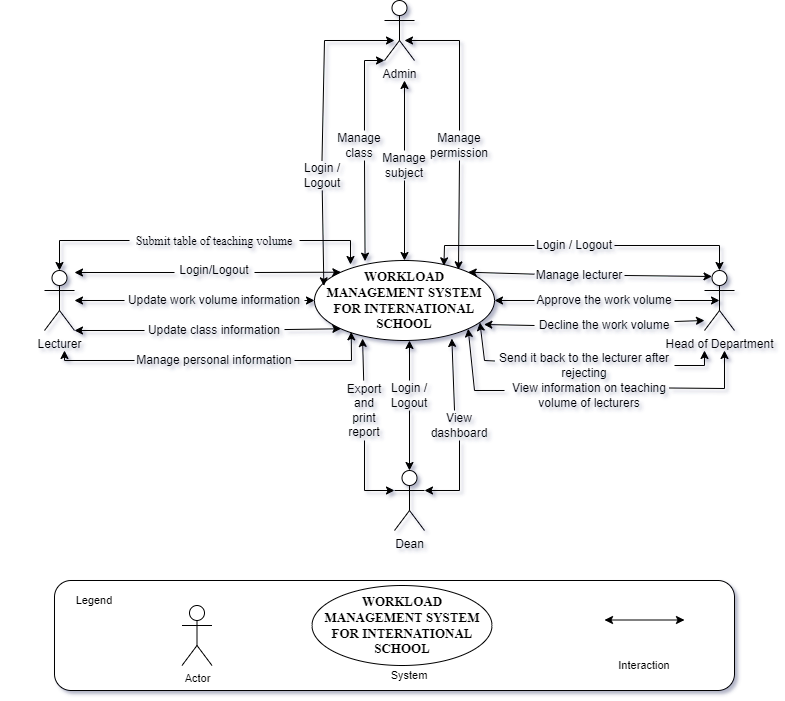 Admin
Manage
class
Manage
subject
Manage
permission
Login /
Logout
Submit table of teaching volume
Login/Logout
Update work volume information
Update class information
Manage personal information
Lecturer
WORKLOAD
MANAGEMENT SYSTEM
FOR INTERNATIONAL
SCHOOL
Login / Logout
Manage lecturer
Approve the work volume
Decline the work volume
Head of Department
Send it back to the lecturer after
rejecting
View information on teaching
volume of lecturers
Export
and
print
report
Login /
Logout
View
dashboard
Dean
Legend
Actor
WORKLOAD
MANAGEMENT SYSTEM
FOR INTERNATIONAL
SCHOOL
System
Interaction